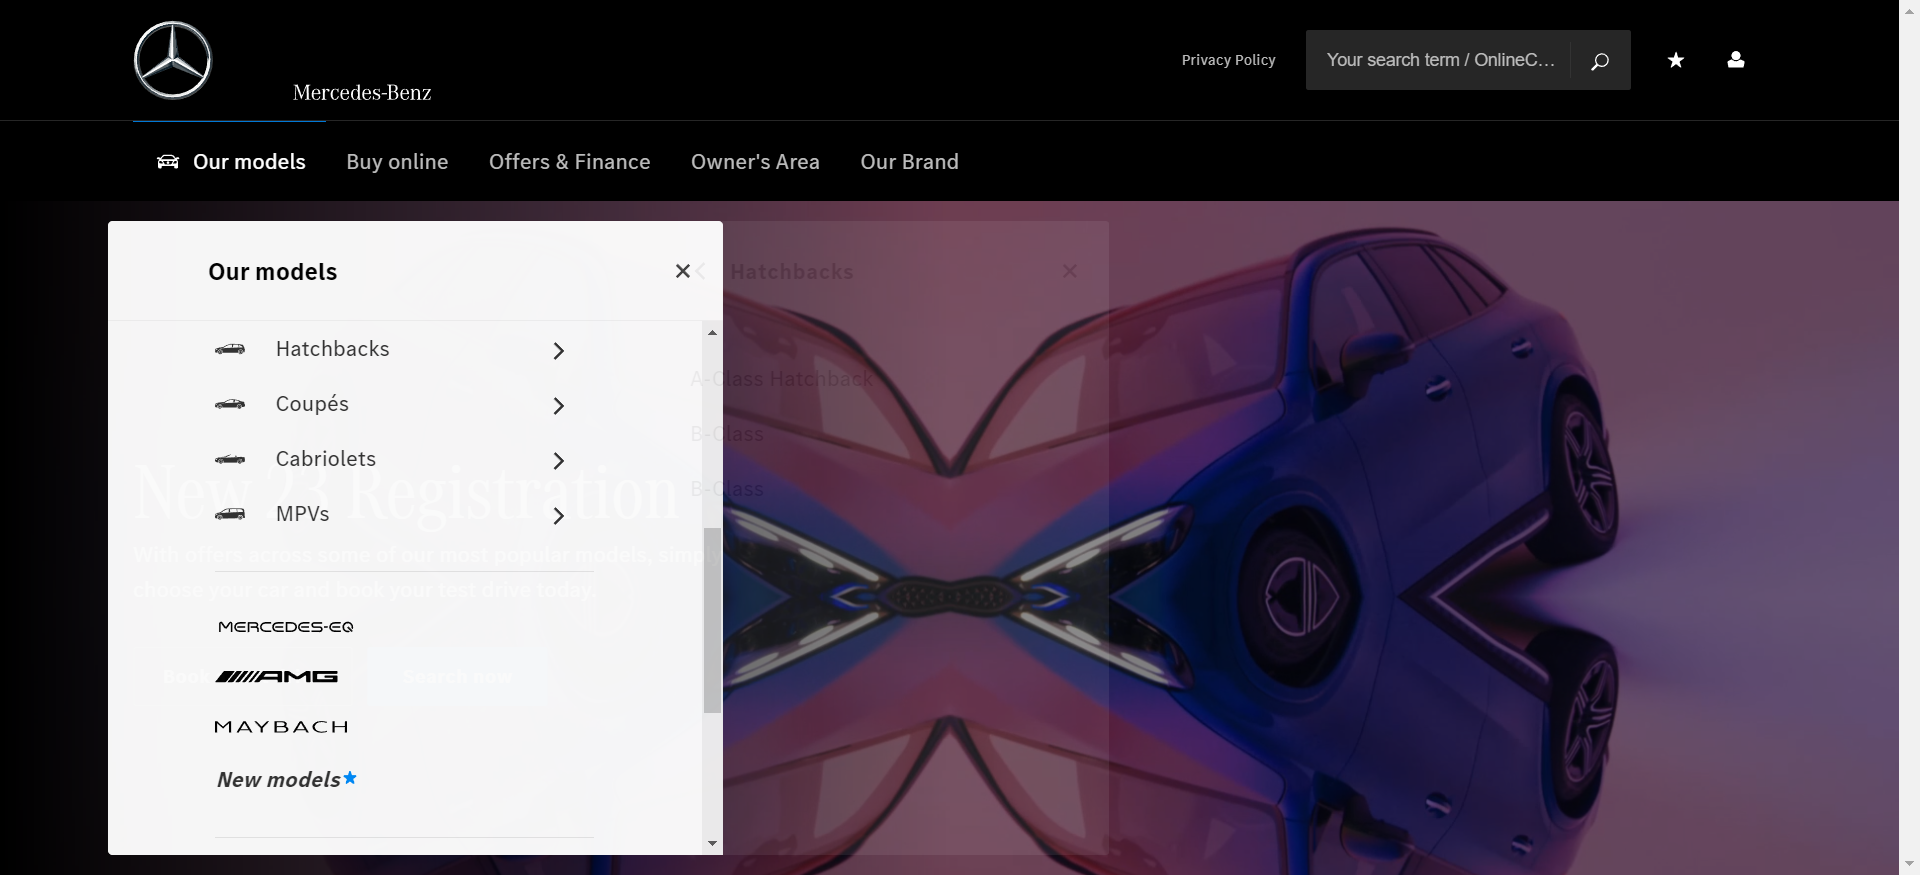 Mercedes-Benz
Privacy Policy
Your search term / OnlineC...
Our models
Buy online
Offers & Finance
Owner's Area
Our Brand
Our models
Hatchbacks
Hatchbacks
Coupés
Cabriolets
MPVs
A-Class Hatchback
B-Class
B-Class
New 23 Registration
With offers across some of our most popular models, simply
choose your car and book your test drive today.
MERCEDES-EQ
Book
AMG
Search now
MAYBACH
New models